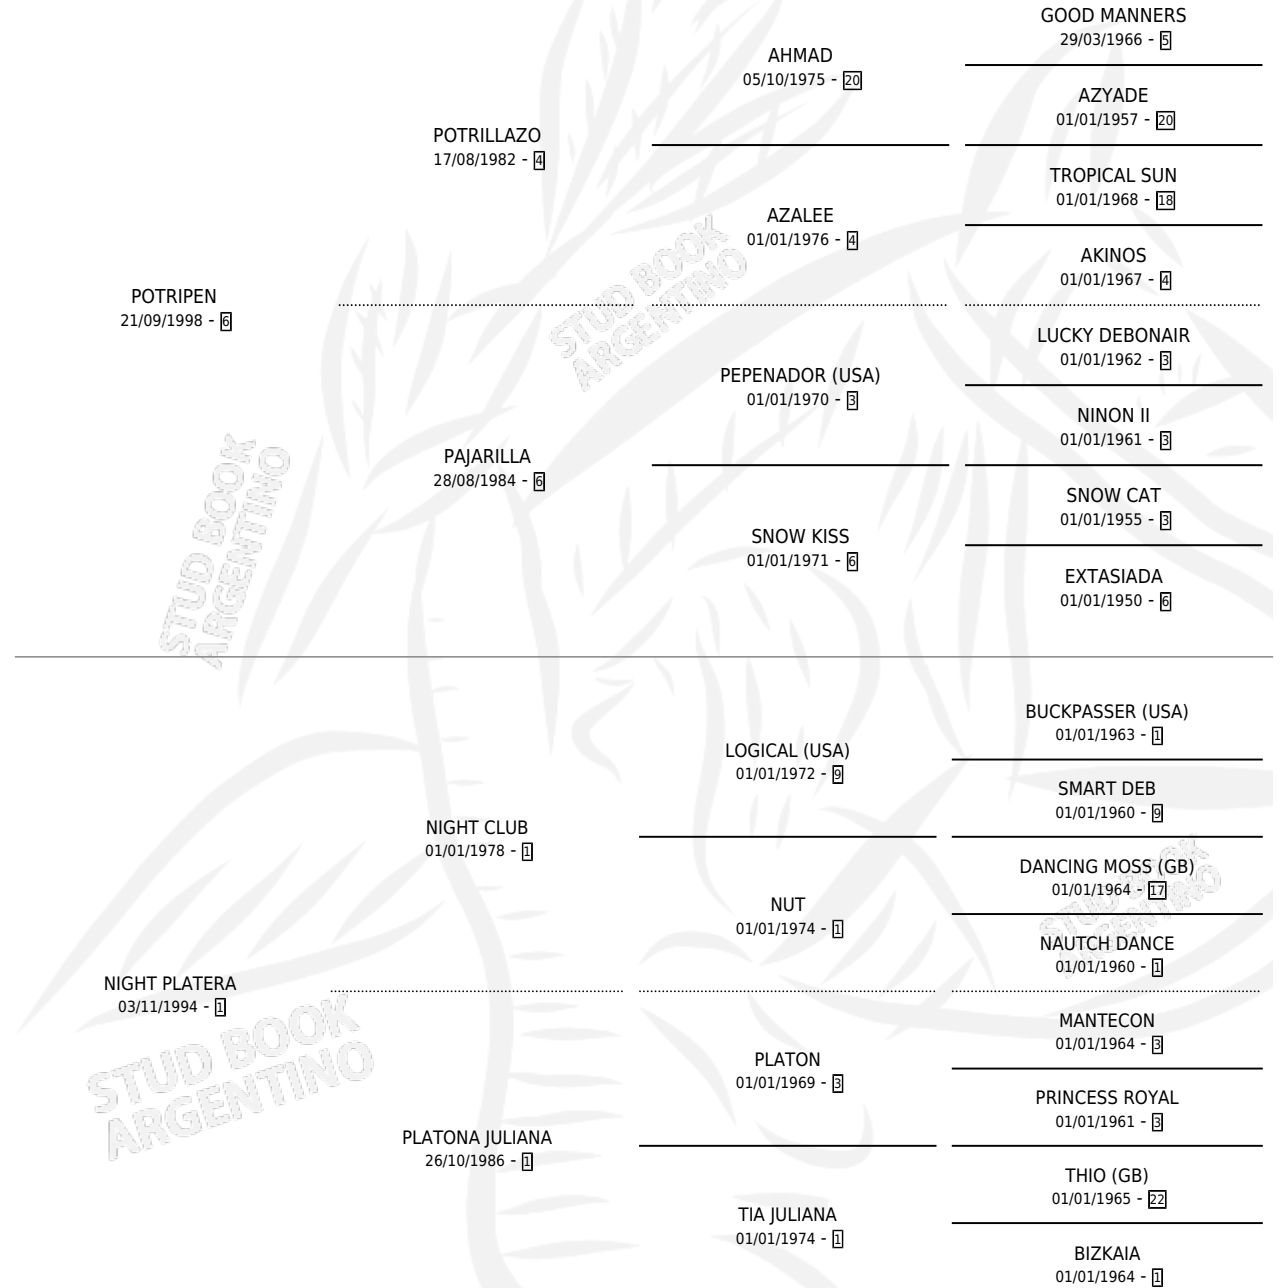 GOOD MANNERS
29/03/1966 - 5
AHMAD
05/10/1975 - 20
AZYADE
01/01/1957 - 20
POTRILLAZO
17/08/1982 - 4
TROPICAL SUN
01/01/1968 - 18
AZALEE
01/01/1976 - 4
AKINOS
01/01/1967 - 4
POTRIPEN
21/09/1998 - 6
LUCKY DEBONAIR
01/01/1962 - 3
PEPENADOR (USA)
01/01/1970 - 3
NINON II
01/01/1961 - 3
PAJARILLA
28/08/1984 - 6
SNOW CAT
01/01/1955 - 3
SNOW KISS
01/01/1971 - 6
EXTASIADA
01/01/1950 - 6
STUD BOOK
ARGENTINO
STUD BOOK
ARGENTINO
BUCKPASSER (USA)
01/01/1963 - 1
LOGICAL (USA)
01/01/1972 - 9
SMART DEB
01/01/1960 - 9
NIGHT CLUB
01/01/1978 - 1
DANCING MOSS (GB)
01/01/1964 - 17
NUT
01/01/1974 - 1
NAUTCH DANCE
01/01/1960 - 1
NIGHT PLATERA
03/11/1994 - 1
MANTECON
01/01/1964 - 3
PLATON
01/01/1969 - 3
PRINCESS ROYAL
01/01/1961 - 3
PLATONA JULIANA
26/10/1986 - 1
THIO (GB)
01/01/1965 - 22
TIA JULIANA
01/01/1974 - 1
BIZKAIA
01/01/1964 - 1
STUD BOOK
ARGENTINO
STUD BOOK
ARGENTINO